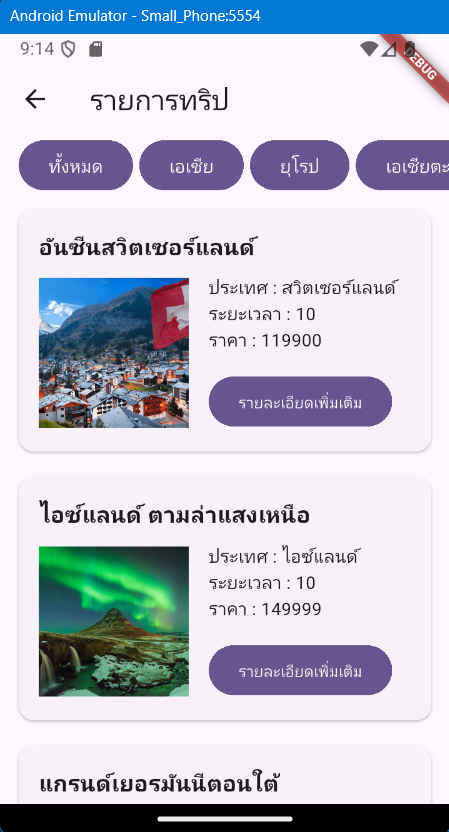 Android Emulator - Small_Phone:5554
9:14
DEBUG
รายการทริป
ทั้งหมด เอเชีย ยุโรป เอเชียตะ
อันซีนสวิตเซอร์แลนด์
ประเทศ : สวิตเซอร์แลนด์
ระยะเวลา : 10
ราคา : 119900
รายละเอียดเพิ่มเติม
ไอซ์แลนด์ ตามล่าแสงเหนือ
ประเทศ : ไอซ์แลนด์
ระยะเวลา : 10
ราคา : 149999
รายละเอียดเพิ่มเติม
แกรนด์เยอรมันนีตอนใต้